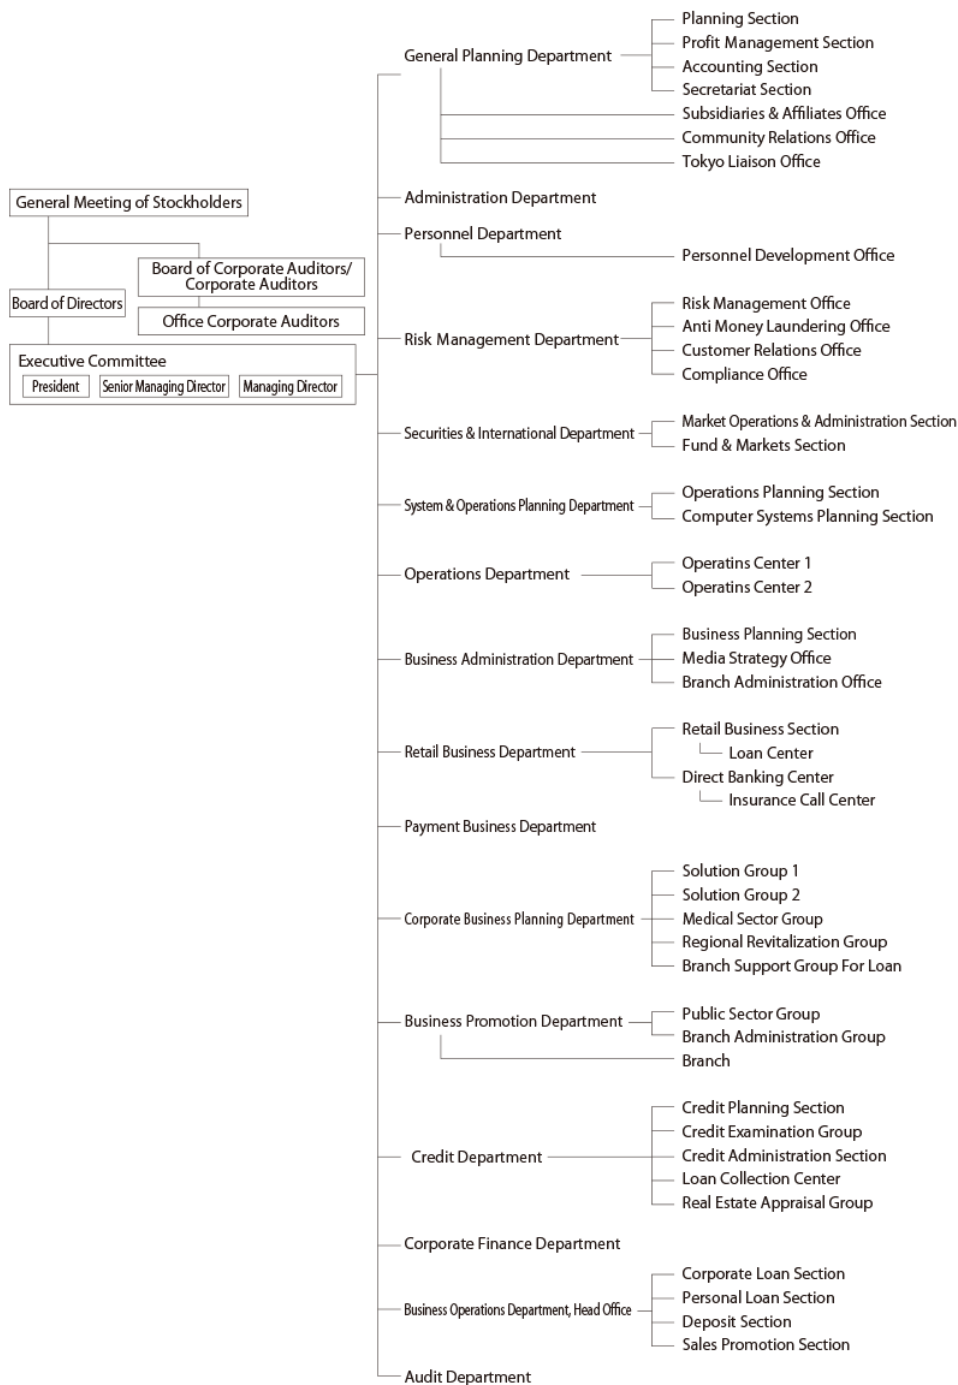 General Meeting of Stockholders
Board of Corporate Auditors/
Corporate Auditors
Board of Directors
Office Corporate Auditors
Executive Committee
President
Senior Managing Director
Managing Director
General Planning Department
Planning Section
Profit Management Section
Accounting Section
Secretariat Section
Subsidiaries & Affiliates Office
Community Relations Office
Tokyo Liaison Office
Administration Department
Personnel Department
Personnel Development Office
Risk Management Department
Risk Management Office
Anti Money Laundering Office
Customer Relations Office
Compliance Office
Securities & International Department
Market Operations & Administration Section
Fund & Markets Section
System & Operations Planning Department
Operations Planning Section
Computer Systems Planning Section
Operations Department
Operatins Center 1
Operatins Center 2
Business Administration Department
Business Planning Section
Media Strategy Office
Branch Administration Office
Retail Business Department
Retail Business Section
Loan Center
Direct Banking Center
Insurance Call Center
Payment Business Department
Corporate Business Planning Department
Solution Group 1
Solution Group 2
Medical Sector Group
Regional Revitalization Group
Branch Support Group For Loan
Business Promotion Department
Public Sector Group
Branch Administration Group
Branch
Credit Department
Credit Planning Section
Credit Examination Group
Credit Administration Section
Loan Collection Center
Real Estate Appraisal Group
Corporate Finance Department
Business Operations Department, Head Office
Corporate Loan Section
Personal Loan Section
Deposit Section
Sales Promotion Section
Audit Department